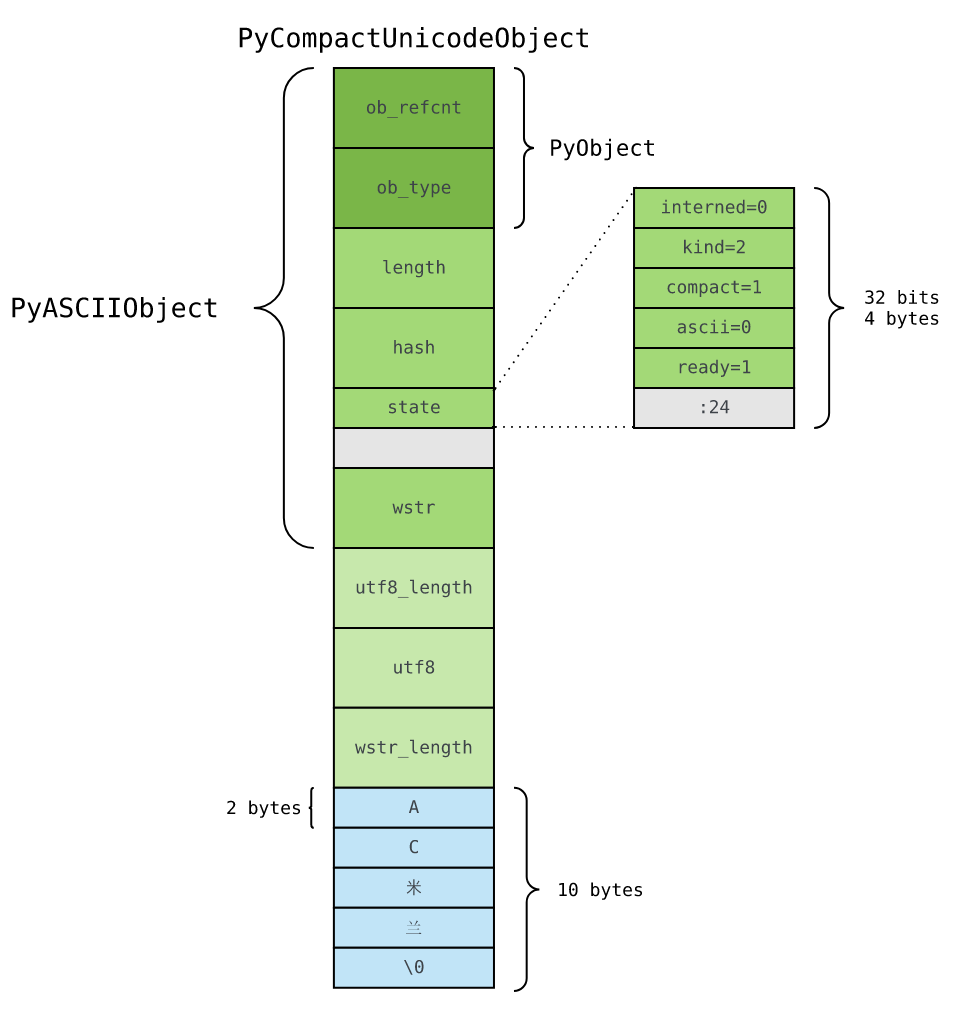 PyCompactUnicodeObject
ob_refcnt
ob_type
PyObject
length
hash
state
PyASCIIObject
interned=0
kind=2
compact=1
ascii=0
ready=1
:24
32 bits
4 bytes
wstr
utf8_length
utf8
wstr_length
2 bytes
A
C
米
兰
\0
10 bytes